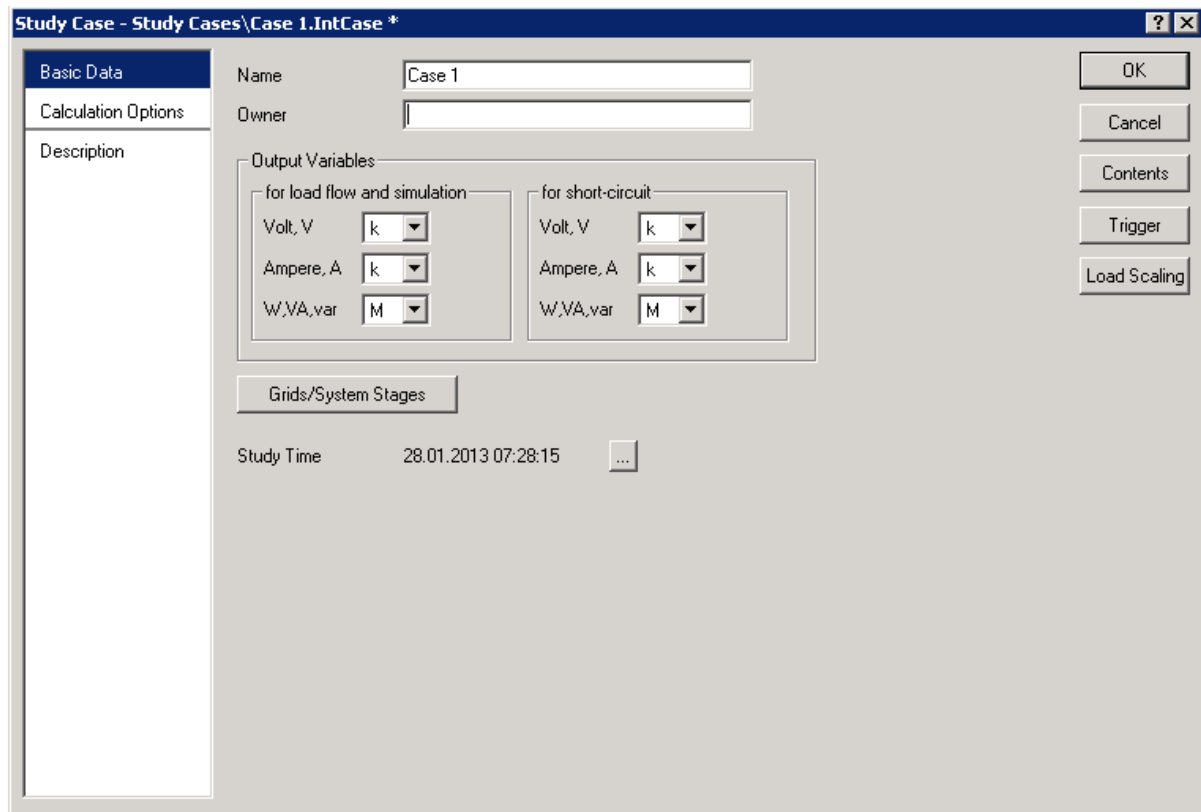 Study Case - Study Cases\Case 1.IntCase *
? X
Basic Data
Calculation Options
Description
Name Case 1
Owner
Output Variables
for load flow and simulation
Volt, V k
Ampere, A k
W,VA,var M
for short-circuit
Volt, V k
Ampere, A k
W,VA,var M
Grids/System Stages
Study Time 28.01.2013 07:28:15 ...
OK
Cancel
Contents
Trigger
Load Scaling